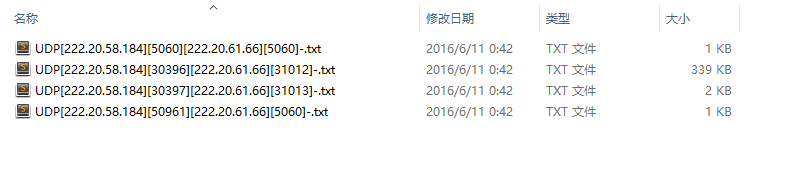 名称 修改日期 类型 大小
UDP[222.20.58.184][5060][222.20.61.66][5060]-.txt 2016/6/11 0:42 TXT 文件 1 KB
UDP[222.20.58.184][30396][222.20.61.66][31012]-.txt 2016/6/11 0:42 TXT 文件 339 KB
UDP[222.20.58.184][30397][222.20.61.66][31013]-.txt 2016/6/11 0:42 TXT 文件 2 KB
UDP[222.20.58.184][50961][222.20.61.66][5060]-.txt 2016/6/11 0:42 TXT 文件 1 KB